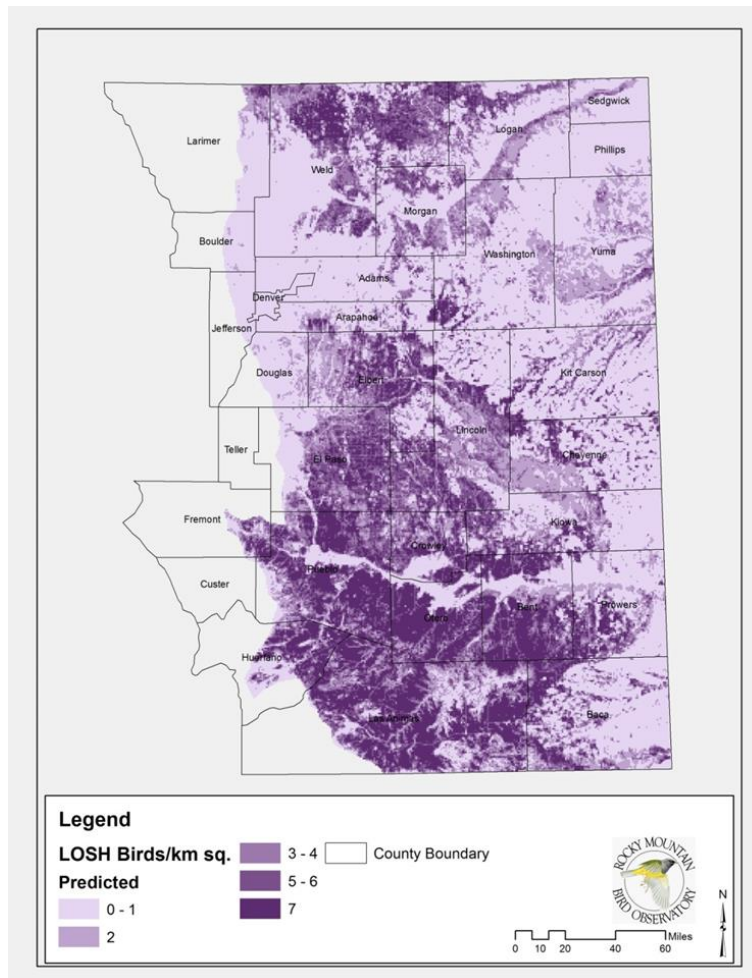 Sedgwick
Logan
Larimer
Phillips
Weld
Morgan
Boulder
Washington
Yuma
Adams
Denver
Arapahoe
Jefferson
Douglas
Elbert
Kit Carson
Lincoln
Teller
Cheyenne
El Paso
Fremont
Kiowa
Crowley
Pueblo
Custer
Bent
Prowers
Otero
Huerfano
Baca
Las Animas
Legend
LOSH Birds/km sq.
Predicted
0 - 1
2
3 - 4
5 - 6
7
County Boundary
ROCKY MOUNTAIN
BIRD OBSERVATORY
N
Miles
0 10 20 40 60